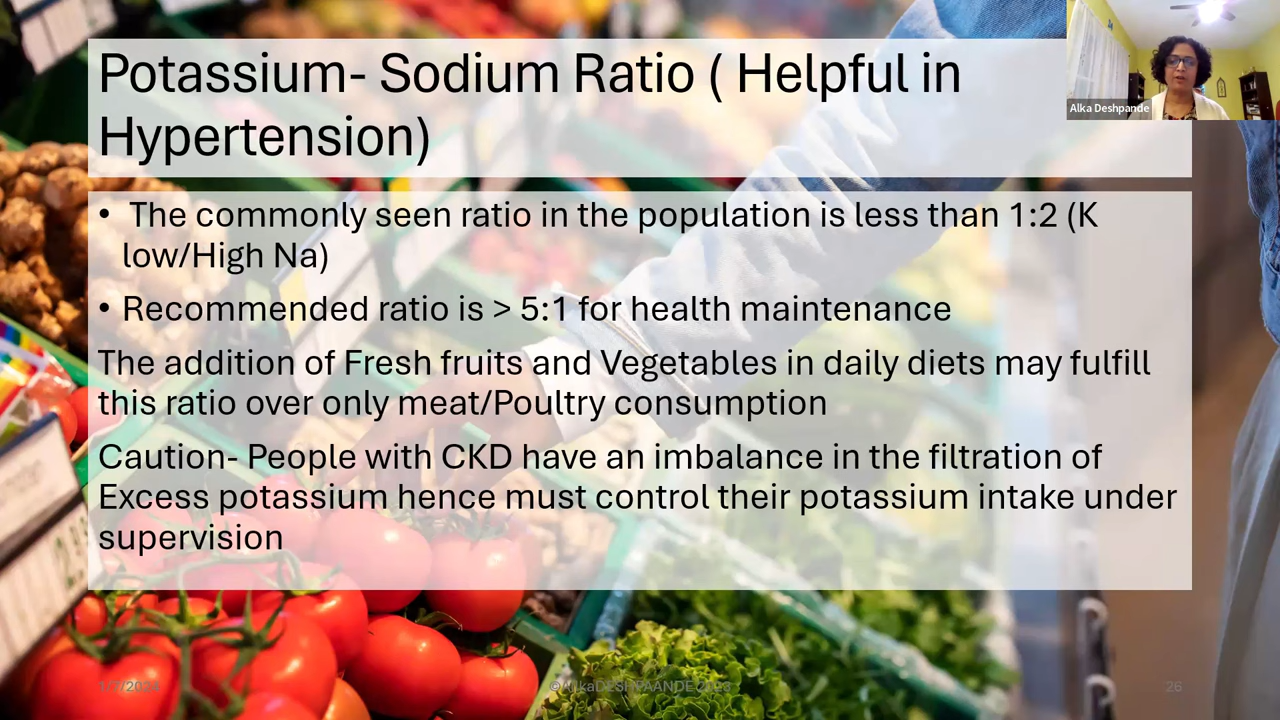 Potassium- Sodium Ratio ( Helpful in
Hypertension)
Alka Deshpande
• The commonly seen ratio in the population is less than 1:2 (K
low/High Na)
• Recommended ratio is > 5:1 for health maintenance
The addition of Fresh fruits and Vegetables in daily diets may fulfill
this ratio over only meat/Poultry consumption
Caution- People with CKD have an imbalance in the filtration of
Excess potassium hence must control their potassium intake under
supervision
1/7/2024
26